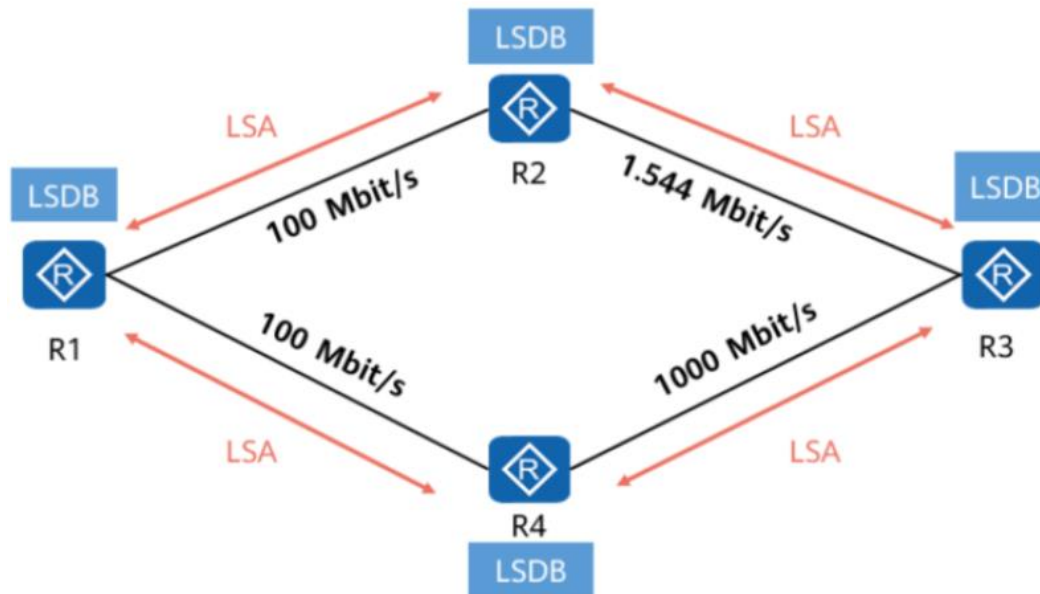 LSDB
R
R2
LSA
LSA
100 Mbit/s
1.544 Mbit/s
LSDB
LSDB
R
R
R1
R3
100 Mbit/s
1000 Mbit/s
LSA
LSA
R
R4
LSDB